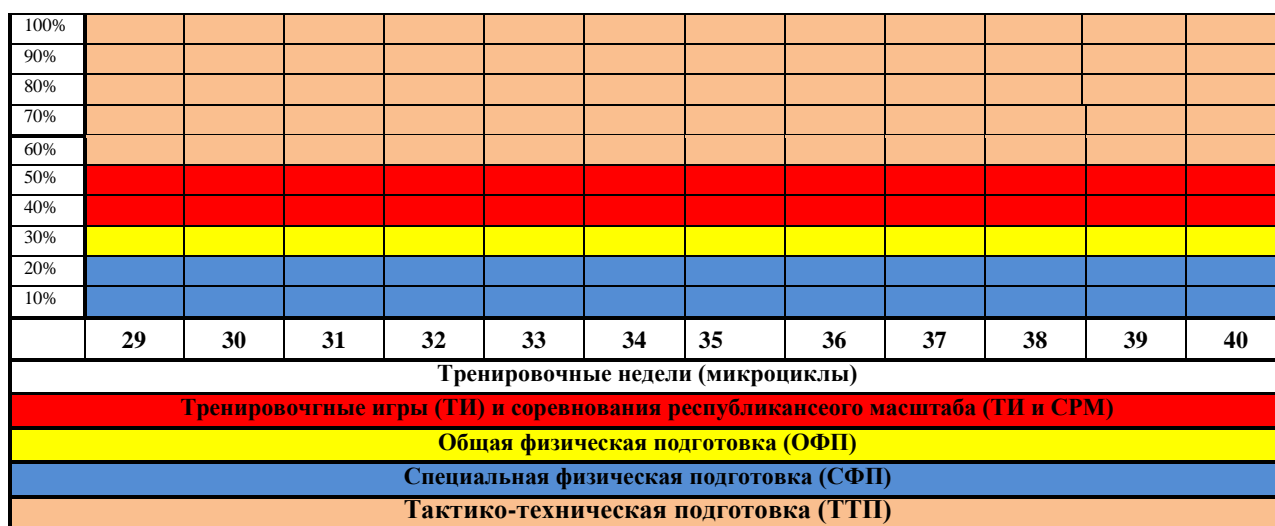 100%
90%
80%
70%
60%
50%
40%
30%
20%
10%
29 30 31 32 33 34 35 36 37 38 39 40
Тренировочные недели (микроциклы)
Тренировочгные игры (ТИ) и соревнования республикансеого масштаба (ТИ и СРМ)
Общая физическая подготовка (ОФП)
Специальная физическая подготовка (СФП)
Тактико-техническая подготовка (ТТП)